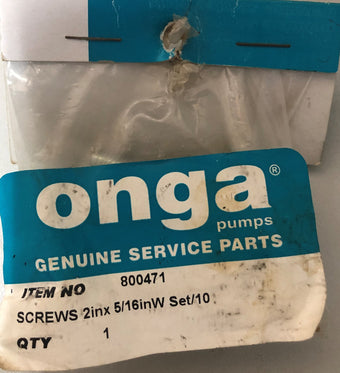 onga®
pumps
GENUINE SERVICE PARTS
ITEM NO 800471
SCREWS 2inx 5/16inW Set/10
QTY 1